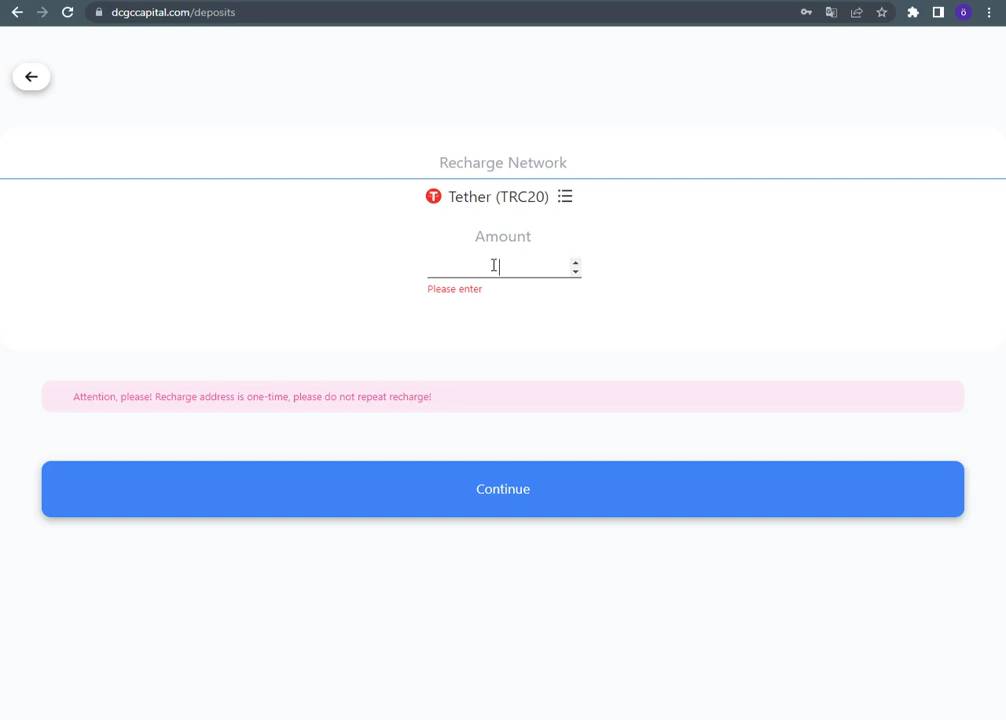 dcgccapital.com/deposits
ö
Recharge Network
Tether (TRC20)
Amount
Please enter
Attention, please! Recharge address is one-time, please do not repeat recharge!
Continue